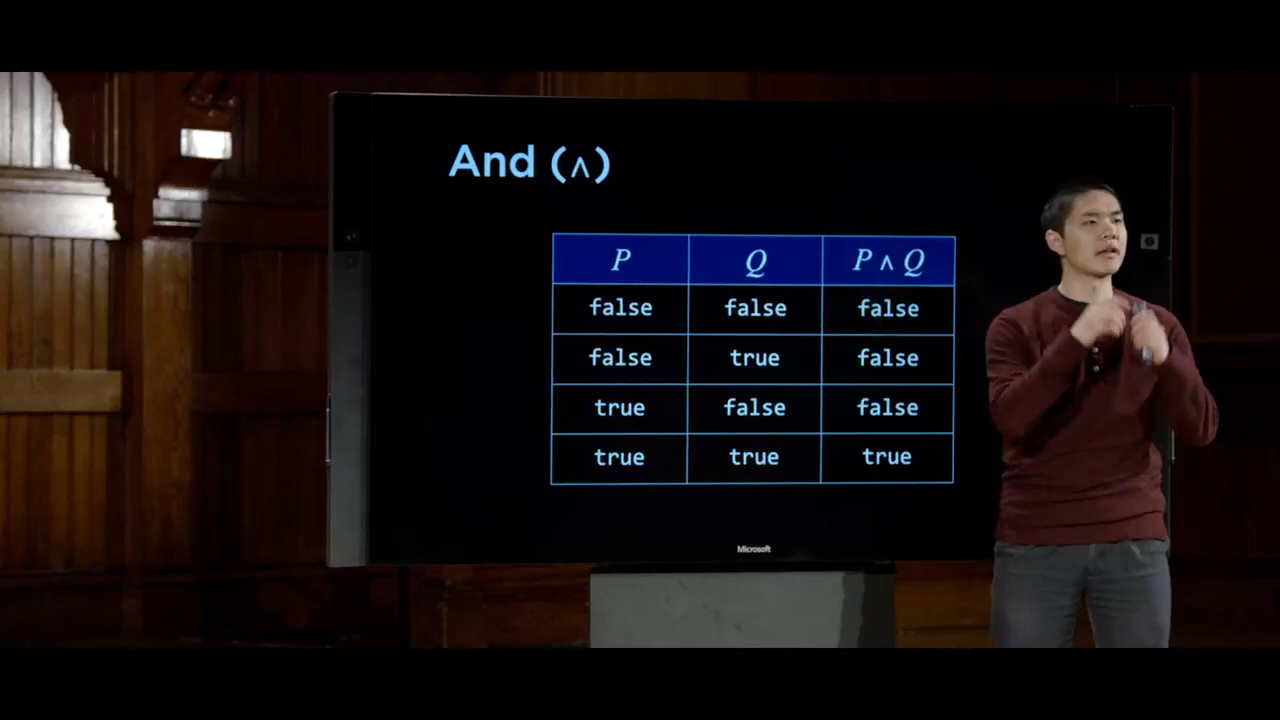 And (∧)
P Q P ∧ Q
false false false
false true false
true false false
true true true
Microsoft